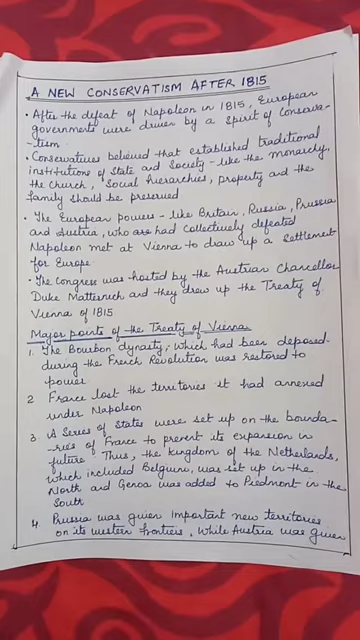 A NEW CONSERVATISM AFTER 1815
• After the defeat of Napoleon in 1815, European
governments were driven by a spirit of Conserva-
-tism
• Conservatives believed that established traditional
institutions of State and Society - like the monarchy,
the Church, Social hierarchies, property and the
family should be preserved
• The European powers - like Britain, Russia, Prussia
and Austria, who had collectively defeated
Napoleon met at Vienna to draw up a Settlement
for Europe
• The Congress was hosted by the Austrian Chancellor
Duke Matternich and they drew up the Treaty of
Vienna of 1815
Major points of the Treaty of Vienna
1. The Bourbon dynasty, which had been deposed
during the French Revolution was restored to
power
2 France lost the territories it had annexed
under Napoleon
3 A Series of States were set up on the bounda-
-ries of France to prevent its expansion in
future. Thus, the kingdom of the Netherlands,
which included Belguim, was set up in the
North and Genoa was added to Piedmont in the
South
4. Prussia was given important new territories
on its western frontiers, while Austria was given